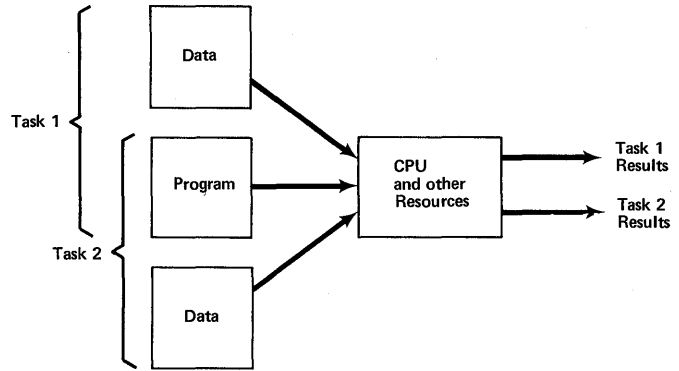 Data
Task 1
Program
Task 2
Data
CPU
and other
Resources
Task 1
Results
Task 2
Results